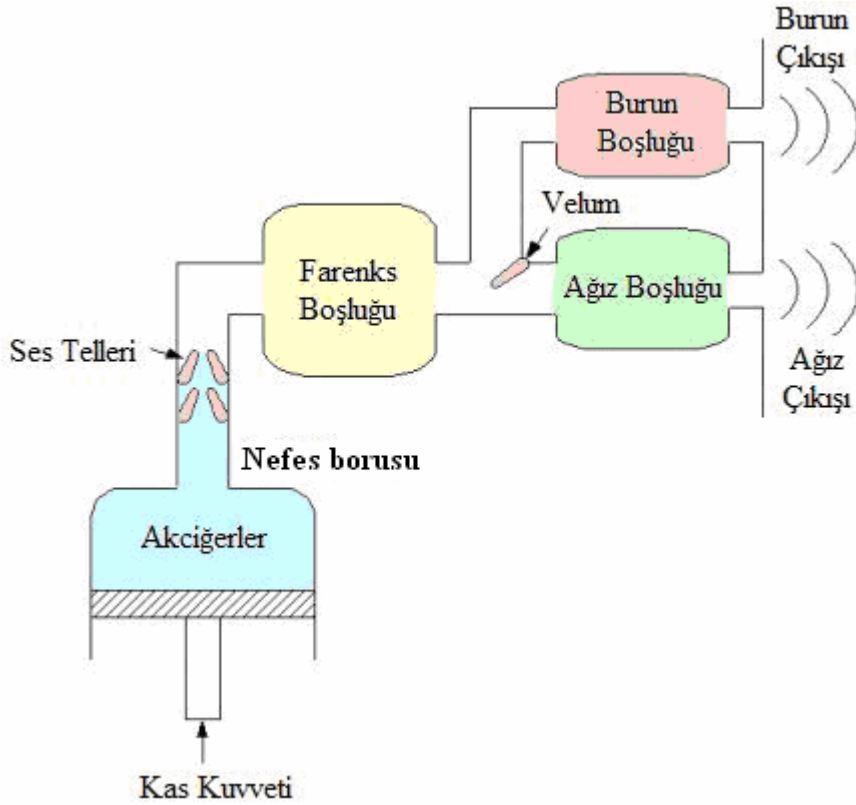 Burun
Çıkışı
Burun
Boşluğu
Velum
Farenks
Boşluğu
Ağız Boşluğu
Ses Telleri
Ağız
Çıkışı
Nefes borusu
Akciğerler
Kas Kuvveti